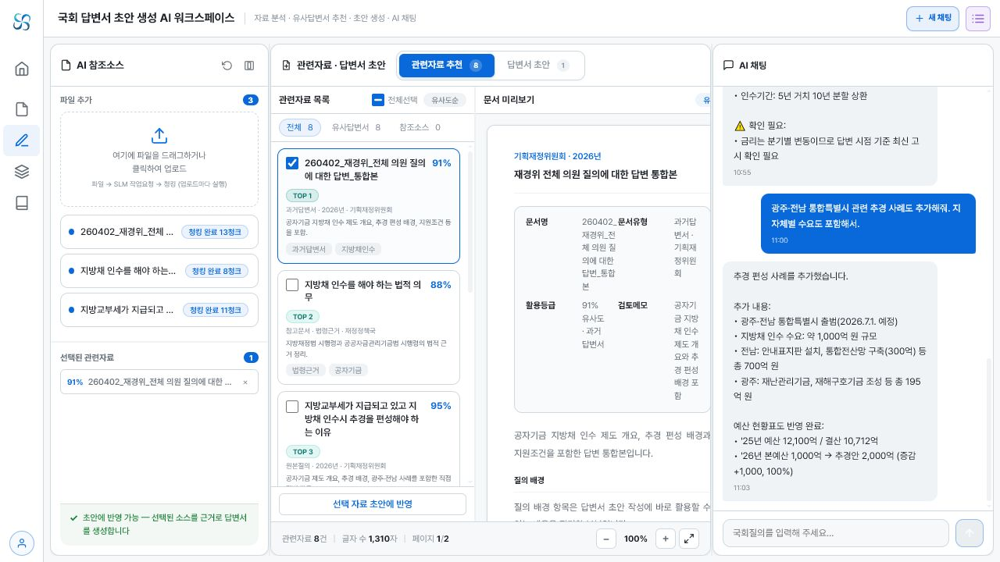 국회 답변서 초안 생성 AI 워크스페이스
자료 분석 · 유사답변서 추천 · 초안 생성 · AI 채팅
새 채팅
AI 참조소스
파일 추가
3
여기에 파일을 드래그하거나
클릭하여 업로드
파일 → SLM 작업요청 → 청킹 (업로드마다 실행)
260402_재경위_전체 ...
청킹 완료 13청크
지방채 인수를 해야 하는...
청킹 완료 8청크
지방교부세가 지급되고 ...
청킹 완료 11청크
선택된 관련자료
1
91% 260402_재경위_전체 의원 질의에 대한 ... ×
초안에 반영 가능 — 선택된 소스를 근거로 답변서
를 생성합니다
관련자료 · 답변서 초안
관련자료 추천 8
답변서 초안 1
관련자료 목록
전체선택
유사도순
전체 8
유사답변서 8
참조소스 0
260402_재경위_전체 의원 질의 91%
에 대한 답변_통합본
TOP 1
과거답변서 · 2026년 · 기획재정위원회
공자기금 지방채 인수 제도 개요, 추경 편성 배경, 지원조건 등
을 포함.
과거답변서
지방채인수
지방채 인수를 해야 하는 법적 의 88%
무
TOP 2
참고문서 · 법령근거 · 재정정책국
지방재정법 시행령과 공공자금관리기금법 시행령의 법적 근
거 정리.
법령근거
공자기금
지방교부세가 지급되고 있고 지 95%
방채 인수시 추경을 편성해야 하
는 이유
TOP 3
원본질의 · 2026년 · 기획재정위원회
공자기금 제도 개요, 추경 배경, 광주·전남 사례를 포함한 직접
선택 자료 초안에 반영
문서 미리보기
유
기획재정위원회 · 2026년
재경위 전체 의원 질의에 대한 답변 통합본
문서명
260402_
재경위_전
체 의원 질
의에 대한
답변_통합
본
문서유형
과거답
변서 ·
기획재
정위원
회
활용등급
91%
유사도
· 과거
답변서
검토메모
공자기
금 지방
채 인수
제도 개
요와 추
경 편성
배경 포
함
공자기금 지방채 인수 제도 개요, 추경 편성 배경과
지원조건을 포함한 답변 통합본입니다.
질의 배경
질의 배경 항목은 답변서 초안 작성에 바로 활용할 수
관련자료 8건 | 글자 수 1,310자 | 페이지 1/2
− 100% +
AI 채팅
• 인수기간: 5년 거치 10년 분할 상환
⚠️ 확인 필요:
• 금리는 분기별 변동이므로 답변 시점 기준 최신 고
시 확인 필요
10:55
광주·전남 통합특별시 관련 추경 사례도 추가해줘. 지
자체별 수요도 포함해서.
11:00
추경 편성 사례를 추가했습니다.
추가 내용:
• 광주·전남 통합특별시 출범(2026.7.1. 예정)
• 지방채 인수 수요: 약 1,000억 원 규모
• 전남: 안내표지판 설치, 통합전산망 구축(300억) 등
총 700억 원
• 광주: 재난관리기금, 재해구호기금 조성 등 총 195
억 원
예산 현황표도 반영 완료:
• '25년 예산 12,100억 / 결산 10,712억
• '26년 본예산 1,000억 → 추경안 2,000억 (증감
+1,000, 100%)
11:03
국회질의를 입력해 주세요...